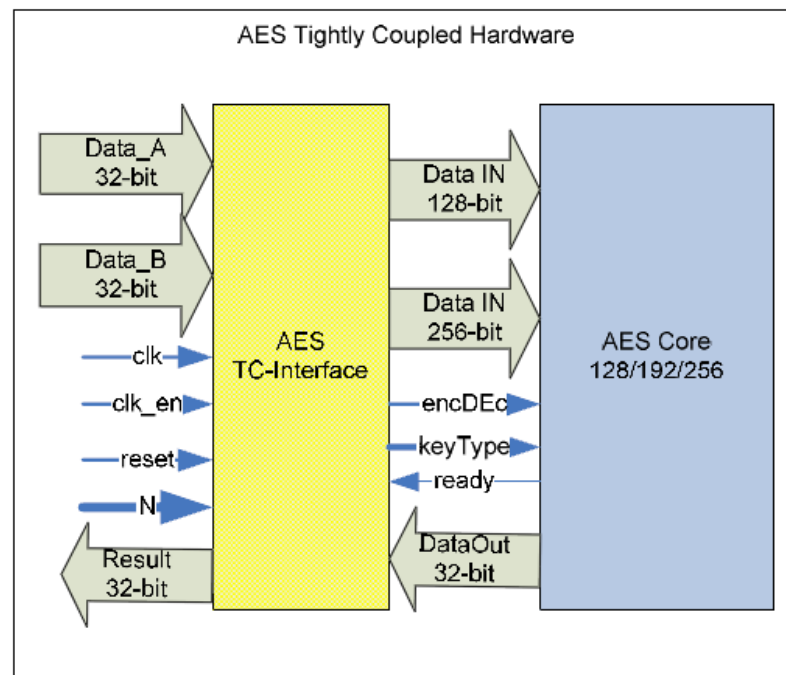 AES Tightly Coupled Hardware
Data_A
32-bit
Data_B
32-bit
clk
clk_en
reset
N
Result
32-bit
AES
TC-Interface
Data IN
128-bit
Data IN
256-bit
encDEc
keyType
ready
DataOut
32-bit
AES Core
128/192/256